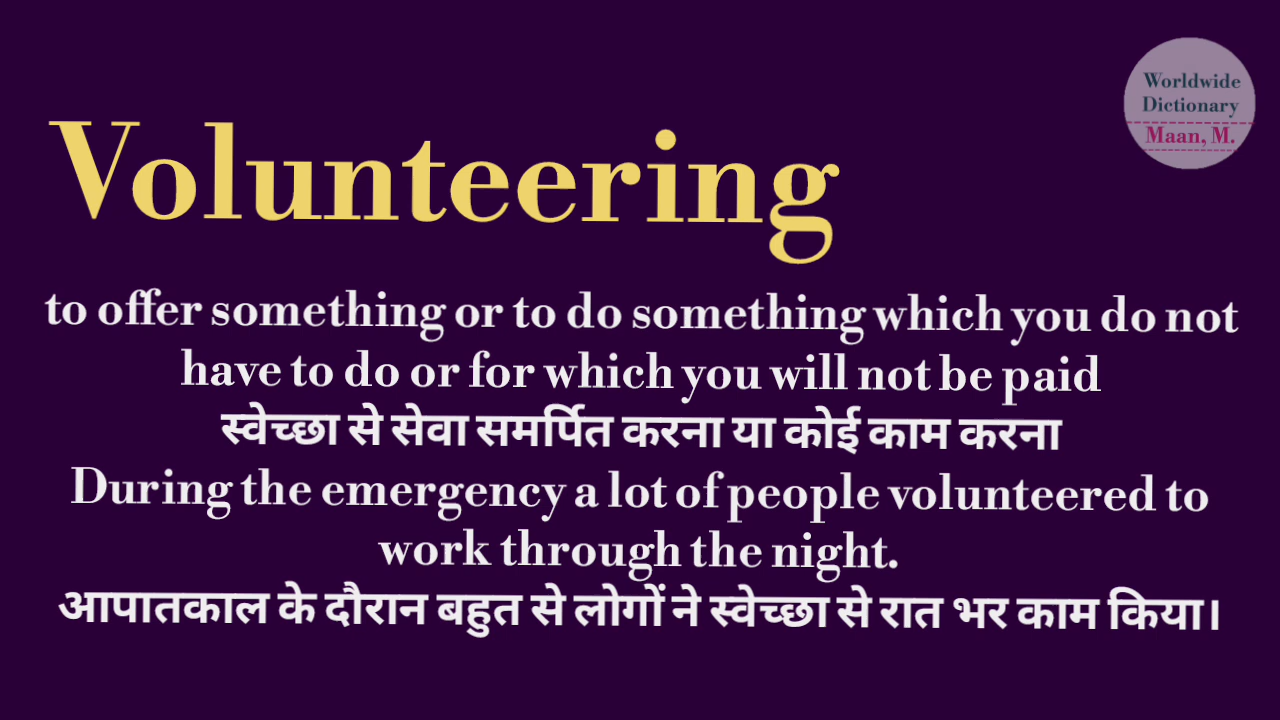 Worldwide
Dictionary
Maan, M.
Volunteering
to offer something or to do something which you do not
have to do or for which you will not be paid
स्वेच्छा से सेवा समर्पित करना या कोई काम करना
During the emergency a lot of people volunteered to
work through the night.
आपातकाल के दौरान बहुत से लोगों ने स्वेच्छा से रात भर काम किया।